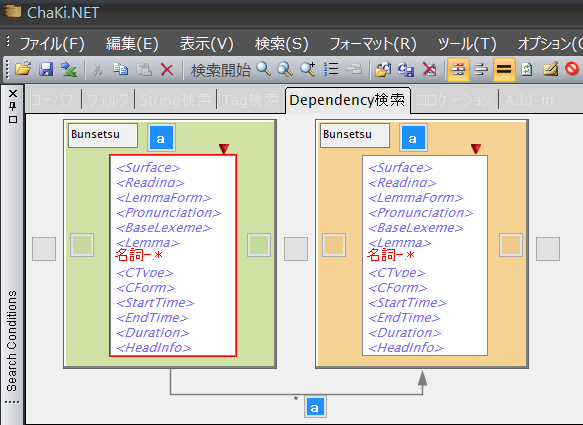 ChaKi.NET
ファイル(F) 編集(E) 表示(V) 検索(S) フォーマット(R) ツール(T) オプション(O
検索開始
コーパス フィルタ String検索 Tag検索 Dependency検索 コロケーション Add-in
Bunsetsu a Bunsetsu a
<Surface> <Surface>
<Reading> <Reading>
<LemmaForm> <LemmaForm>
<Pronunciation> <Pronunciation>
<BaseLexeme> <BaseLexeme>
<Lemma> <Lemma>
名詞-* 名詞-.*
<CType> <CType>
<CForm> <CForm>
<StartTime> <StartTime>
<EndTime> <EndTime>
<Duration> <Duration>
<HeadInfo> <HeadInfo>
* a
Search Conditions